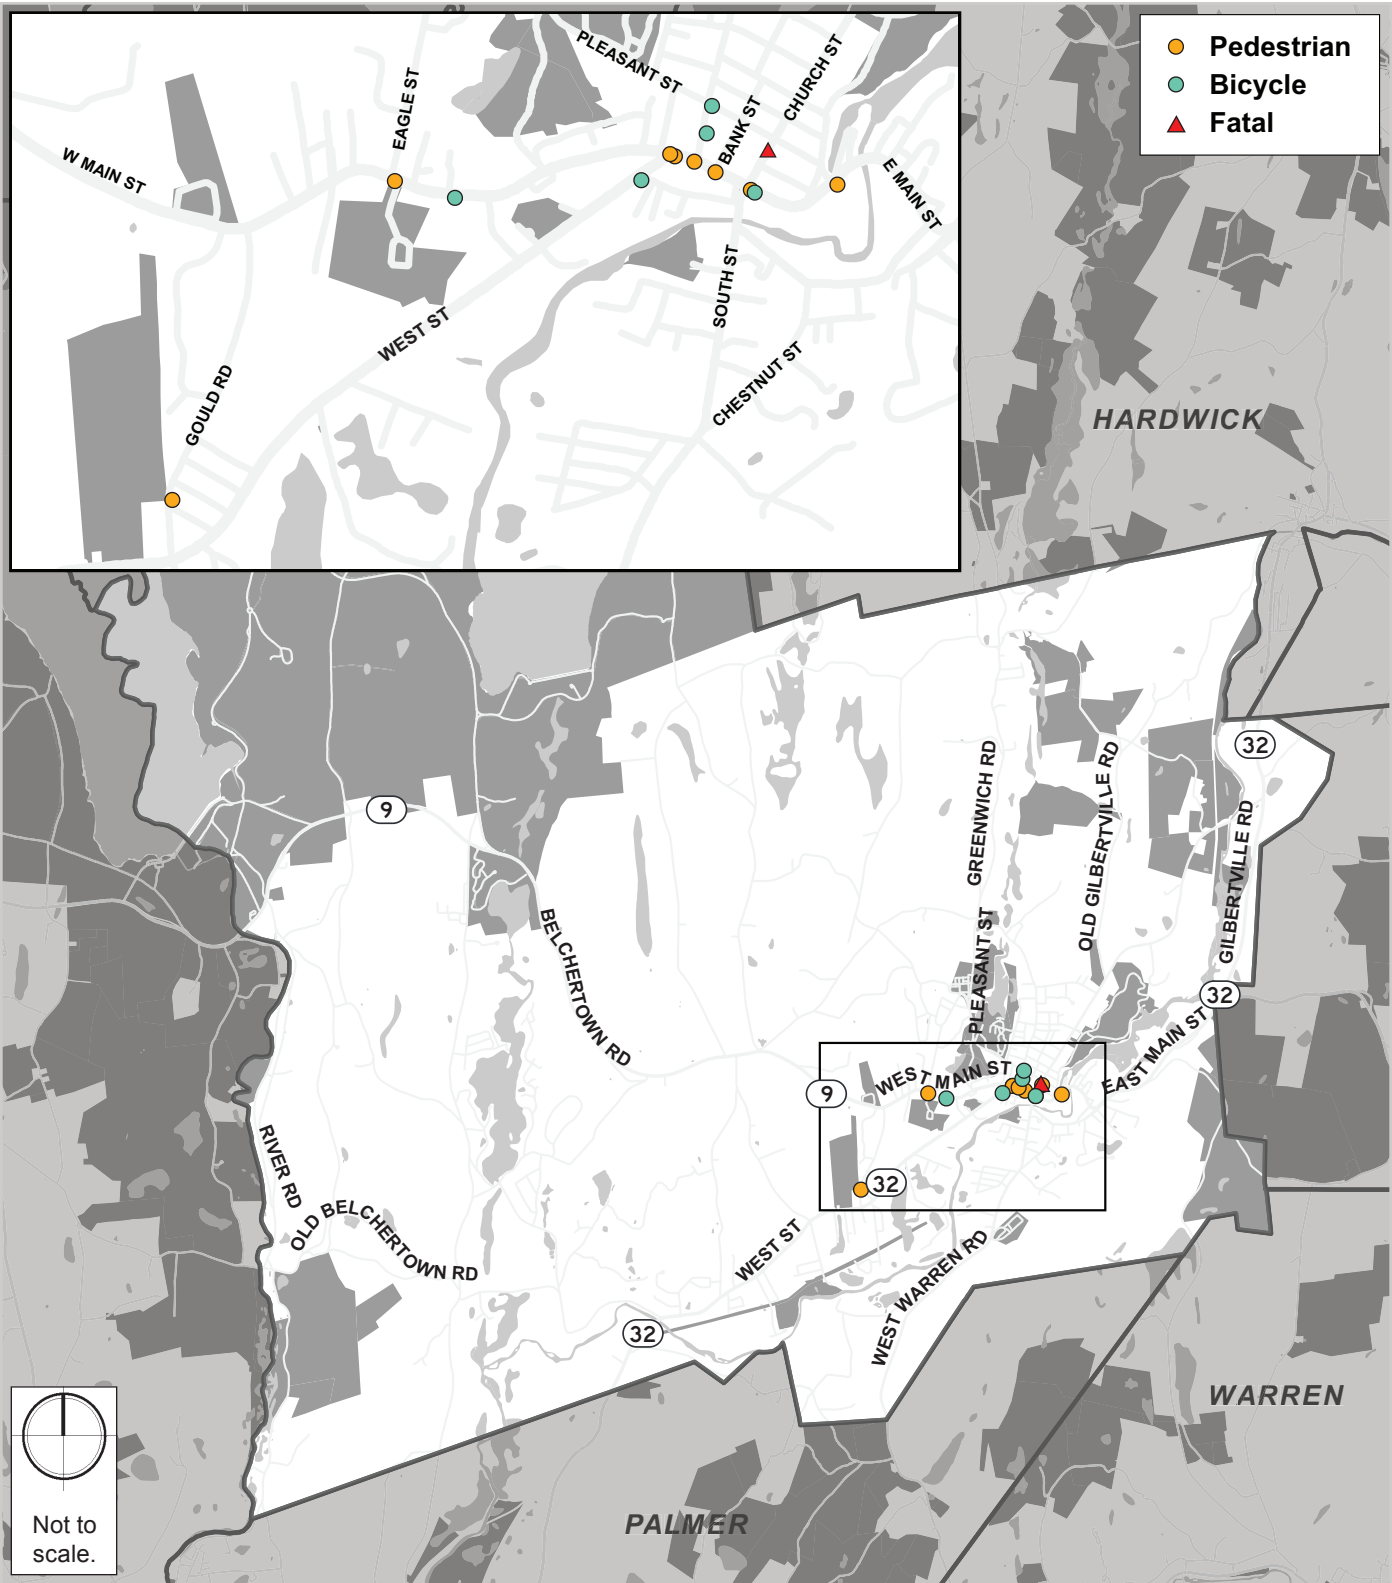 Pedestrian
Bicycle
Fatal
PLEASANT ST
CHURCH ST
EAGLE ST
BANK ST
W MAIN ST
E MAIN ST
SOUTH ST
WEST ST
CHESTNUT ST
GOULD RD
HARDWICK
32
9
GREENWICH RD
OLD GILBERTVILLE RD
GILBERTVILLE RD
BELCHERTOWN RD
PLEASANT ST
32
EAST MAIN ST
WEST MAIN ST
9
RIVER RD
32
OLD BELCHERTOWN RD
WEST ST
WEST WARREN RD
32
WARREN
PALMER
Not to
scale.